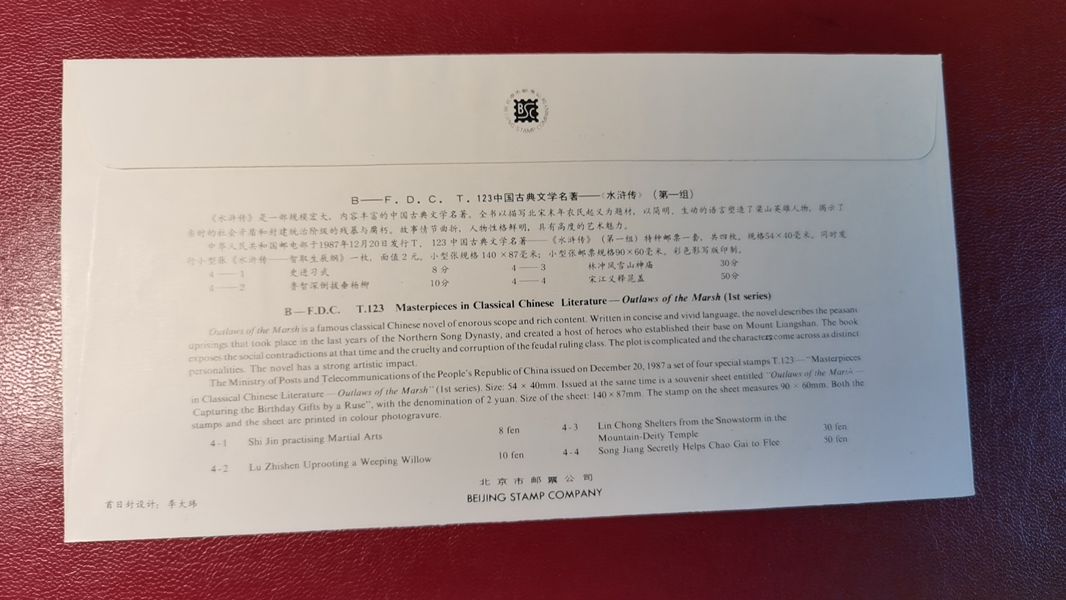 北京市邮票公司
BSC
BEIJING STAMP COMPANY
B—F.D.C. T.123中国古典文学名著——《水浒传》(第一组)
《水浒传》是一部规模宏大,内容丰富的中国古典文学名著。全书以描写北宋末年农民起义为题材,以简明,生动的语言塑造了梁山英雄人物,揭示了
当时的社会矛盾和封建统治阶级的残暴与腐朽。故事情节曲折,人物性格鲜明,具有高度的艺术魅力。
中华人民共和国邮电部于1987年12月20日发行T.123中国古典文学名著——《水浒传》(第一组)特种邮票一套,共四枚。规格54×40毫米。同时发
行小型张《水浒传——智取生辰纲》一枚,面值2元,小型张规格140×87毫米;小型张邮票规格90×60毫米。彩色影写版印制。
4——1 史进习武 8分 4——3 林冲风雪山神庙 30分
4——2 鲁智深倒拔垂杨柳 10分 4——4 宋江义释晁盖 50分
B—F.D.C. T.123 Masterpieces in Classical Chinese Literature—Outlaws of the Marsh (1st series)
Outlaws of the Marsh is a famous classical Chinese novel of enorous scope and rich content. Written in concise and vivid language, the novel describes the peasant
uprisings that took place in the last years of the Northern Song Dynasty, and created a host of heroes who established their base on Mount Liangshan. The book
exposes the social contradictions at that time and the cruelty and corruption of the feudal ruling class. The plot is complicated and the characters come across as distinct
personalities. The novel has a strong artistic impact.
The Ministry of Posts and Telecommunications of the People's Republic of China issued on December 20, 1987 a set of four special stamps T.123—"Masterpieces
in Classical Chinese Literature—Outlaws of the Marsh" (1st series). Size: 54 × 40mm. Issued at the same time is a souvenir sheet entitled "Outlaws of the Marsh—
Capturing the Birthday Gifts by a Ruse", with the denomination of 2 yuan. Size of the sheet: 140×87mm. The stamp on the sheet measures 90 × 60mm. Both the
stamps and the sheet are printed in colour photogravure.
4-1 Shi Jin practising Martial Arts 8 fen 4-3 Lin Chong Shelters from the Snowstorm in the
Mountain-Deity Temple 30 fen
4-2 Lu Zhishen Uprooting a Weeping Willow 10 fen 4-4 Song Jiang Secretly Helps Chao Gai to Flee 50 fen
北京市邮票公司
BEIJING STAMP COMPANY
首日封设计:李大玮